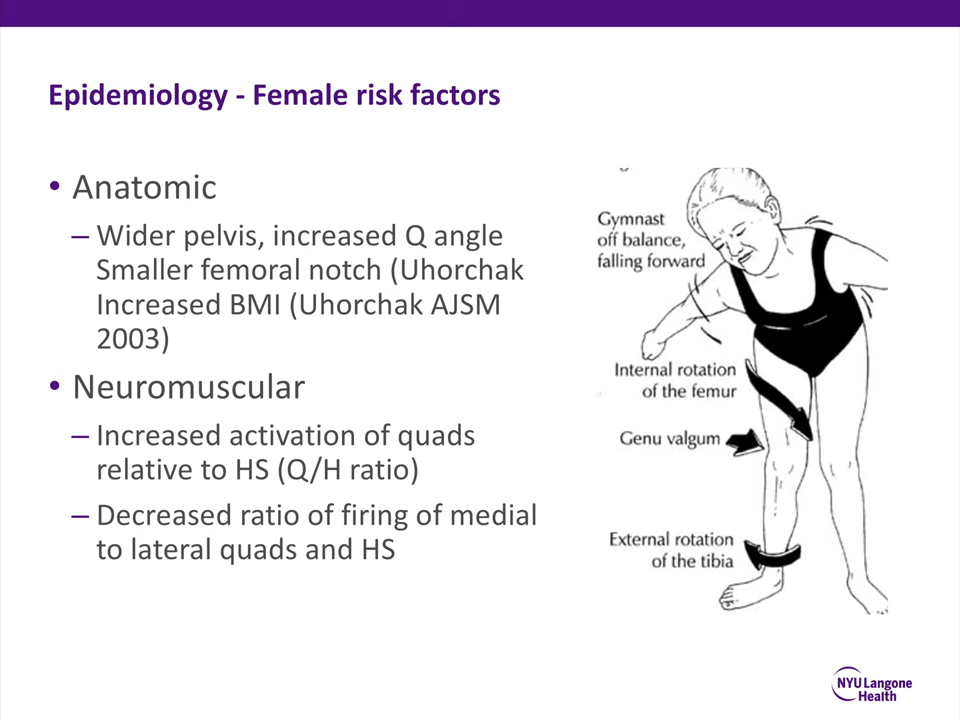 Epidemiology - Female risk factors
• Anatomic
– Wider pelvis, increased Q angle
Smaller femoral notch (Uhorchak
Increased BMI (Uhorchak AJSM
2003)
• Neuromuscular
– Increased activation of quads
relative to HS (Q/H ratio)
– Decreased ratio of firing of medial
to lateral quads and HS
Gymnast
off balance,
falling forward
Internal rotation
of the femur
Genu valgum
External rotation
of the tibia
NYU Langone
Health